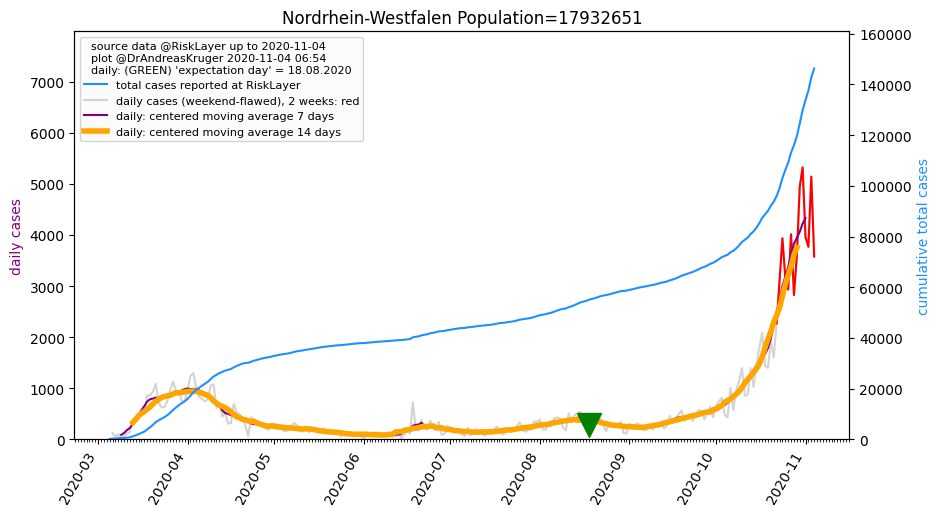 Nordrhein-Westfalen Population=17932651
source data @RiskLayer up to 2020-11-04
plot @DrAndreasKruger 2020-11-04 06:54
daily: (GREEN) 'expectation day' = 18.08.2020
total cases reported at RiskLayer
daily cases (weekend-flawed), 2 weeks: red
daily: centered moving average 7 days
daily: centered moving average 14 days
daily cases
7000
6000
5000
4000
3000
2000
1000
0
160000
140000
120000
100000
80000
60000
40000
20000
0
cumulative total cases
2020-03
2020-04
2020-05
2020-06
2020-07
2020-08
2020-09
2020-10
2020-11